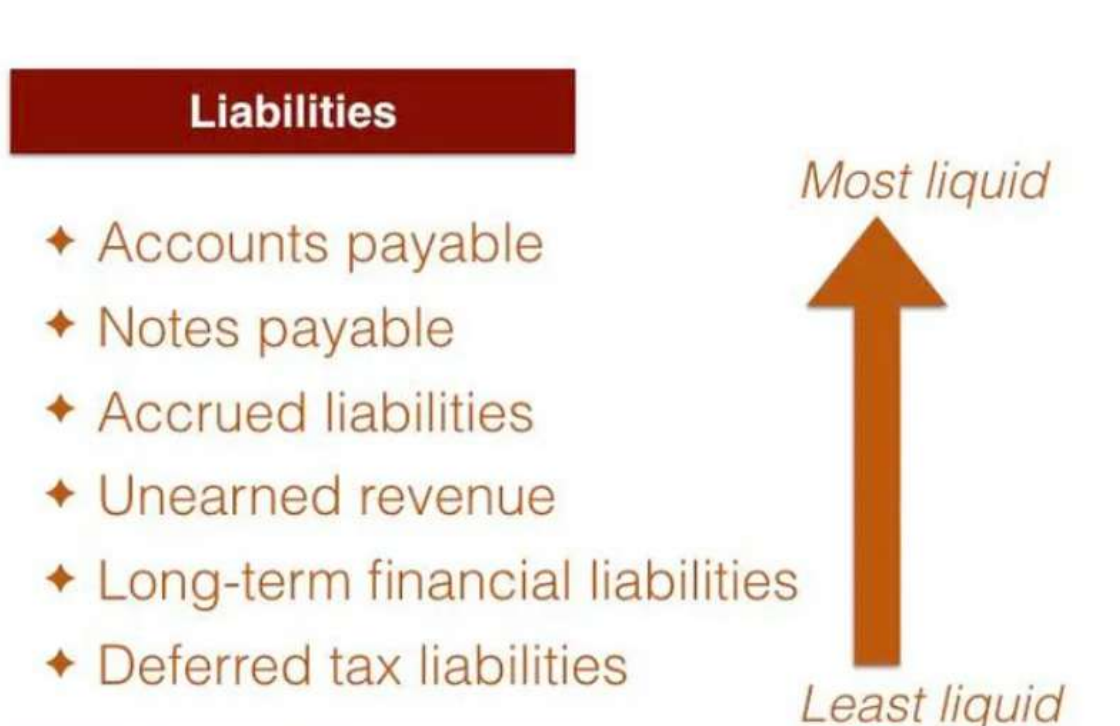 Liabilities
Most liquid
✦ Accounts payable
✦ Notes payable
✦ Accrued liabilities
✦ Unearned revenue
✦ Long-term financial liabilities
✦ Deferred tax liabilities
Least liquid